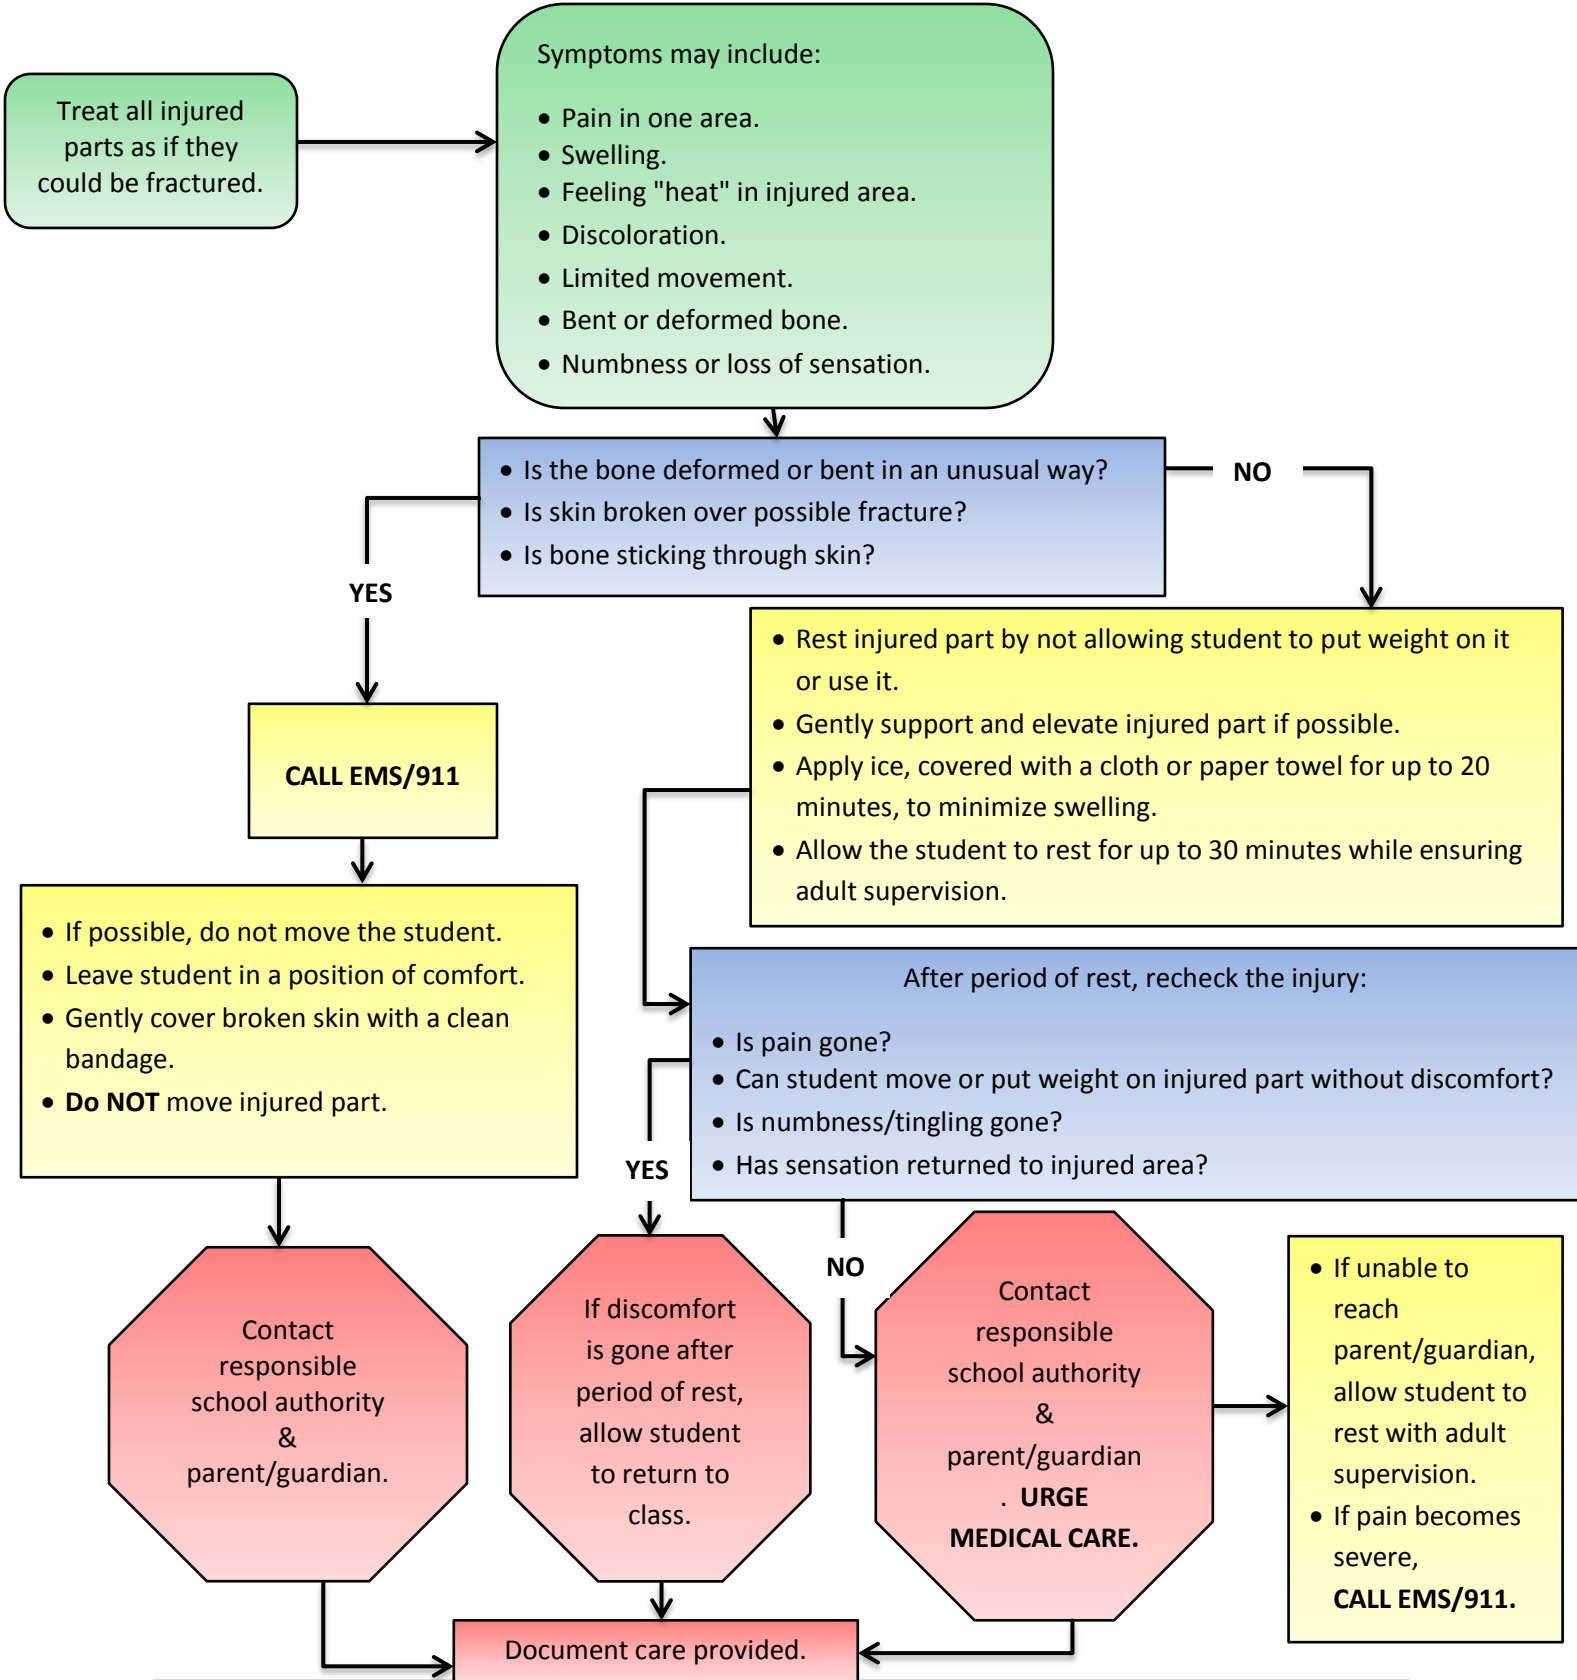 Treat all injured
parts as if they
could be fractured.
Symptoms may include:
• Pain in one area.
• Swelling.
• Feeling "heat" in injured area.
• Discoloration.
• Limited movement.
• Bent or deformed bone.
• Numbness or loss of sensation.
• Is the bone deformed or bent in an unusual way?
• Is skin broken over possible fracture?
• Is bone sticking through skin?
NO
YES
• Rest injured part by not allowing student to put weight on it
or use it.
• Gently support and elevate injured part if possible.
• Apply ice, covered with a cloth or paper towel for up to 20
minutes, to minimize swelling.
• Allow the student to rest for up to 30 minutes while ensuring
adult supervision.
CALL EMS/911
• If possible, do not move the student.
• Leave student in a position of comfort.
• Gently cover broken skin with a clean
bandage.
• Do NOT move injured part.
After period of rest, recheck the injury:
• Is pain gone?
• Can student move or put weight on injured part without discomfort?
• Is numbness/tingling gone?
• Has sensation returned to injured area?
YES
NO
Contact
responsible
school authority
&
parent/guardian.
If discomfort
is gone after
period of rest,
allow student
to return to
class.
Contact
responsible
school authority
&
parent/guardian
. URGE
MEDICAL CARE.
• If unable to
reach
parent/guardian,
allow student to
rest with adult
supervision.
• If pain becomes
severe,
CALL EMS/911.
Document care provided.